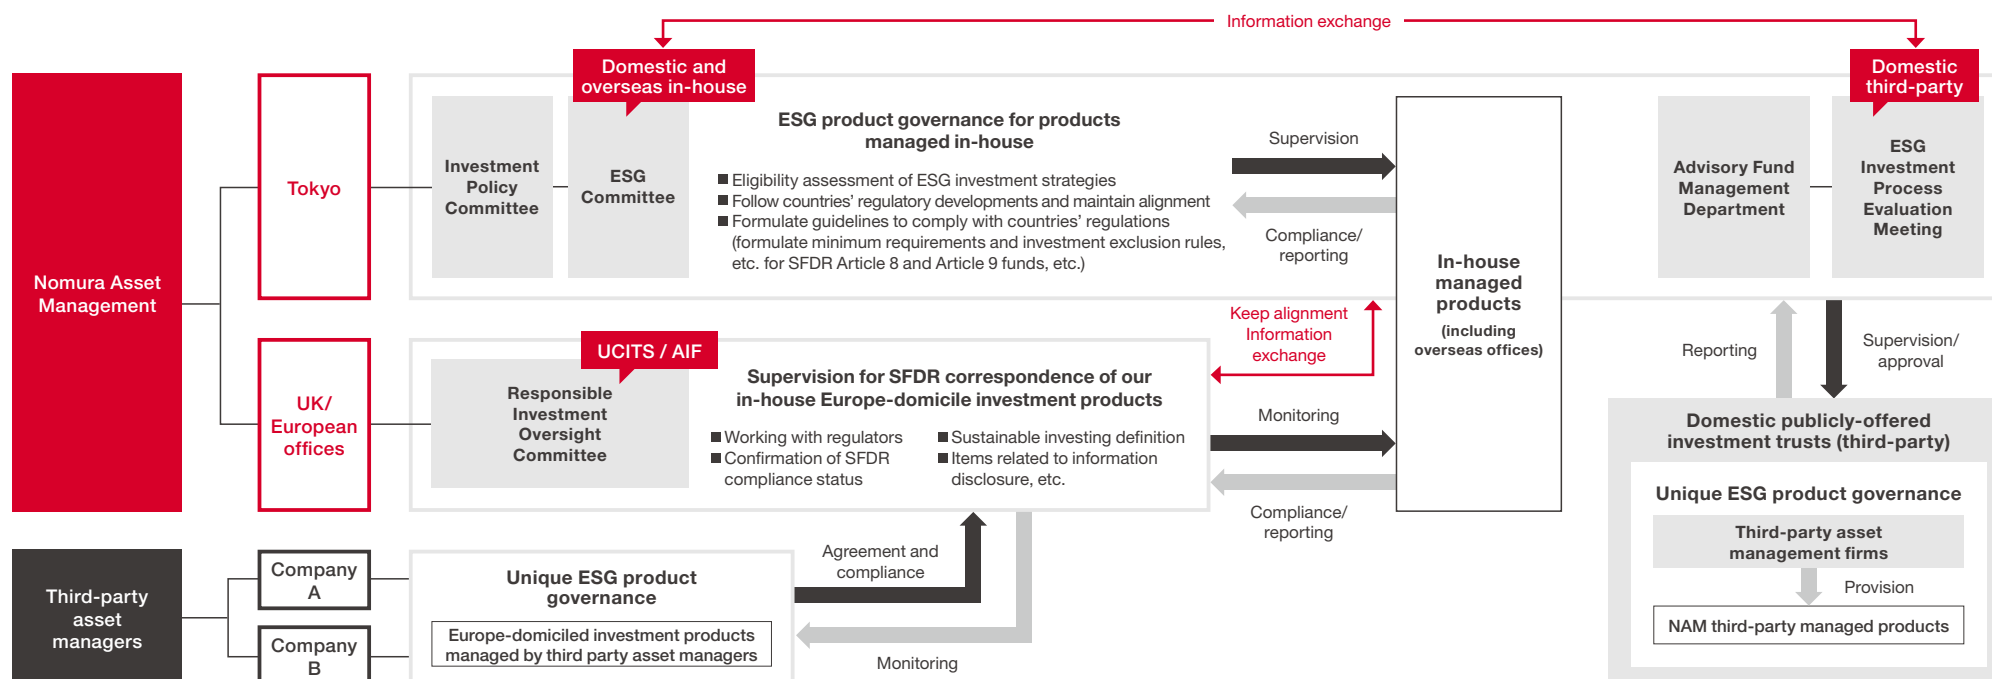 Information exchange
Domestic and
overseas in-house
Domestic
third-party
Nomura Asset
Management
Tokyo
Investment
Policy
Committee
ESG
Committee
ESG product governance for products
managed in-house
■ Eligibility assessment of ESG investment strategies
■ Follow countries’ regulatory developments and maintain alignment
■ Formulate guidelines to comply with countries’ regulations
(formulate minimum requirements and investment exclusion rules,
etc. for SFDR Article 8 and Article 9 funds, etc.)
Supervision
Compliance/
reporting
In-house
managed
products
(including
overseas offices)
Advisory Fund
Management
Department
ESG
Investment
Process
Evaluation
Meeting
Keep alignment
Information
exchange
UK/
European
offices
UCITS / AIF
Responsible
Investment
Oversight
Committee
Supervision for SFDR correspondence of our
in-house Europe-domicile investment products
■ Working with regulators
■ Confirmation of SFDR
compliance status
■ Sustainable investing definition
■ Items related to information
disclosure, etc.
Monitoring
Compliance/
reporting
Reporting
Supervision/
approval
Domestic publicly-offered
investment trusts (third-party)
Unique ESG product governance
Third-party asset
management firms
Provision
NAM third-party managed products
Third-party
asset
managers
Company
A
Company
B
Unique ESG product
governance
Europe-domiciled investment products
managed by third party asset managers
Agreement and
compliance
Monitoring